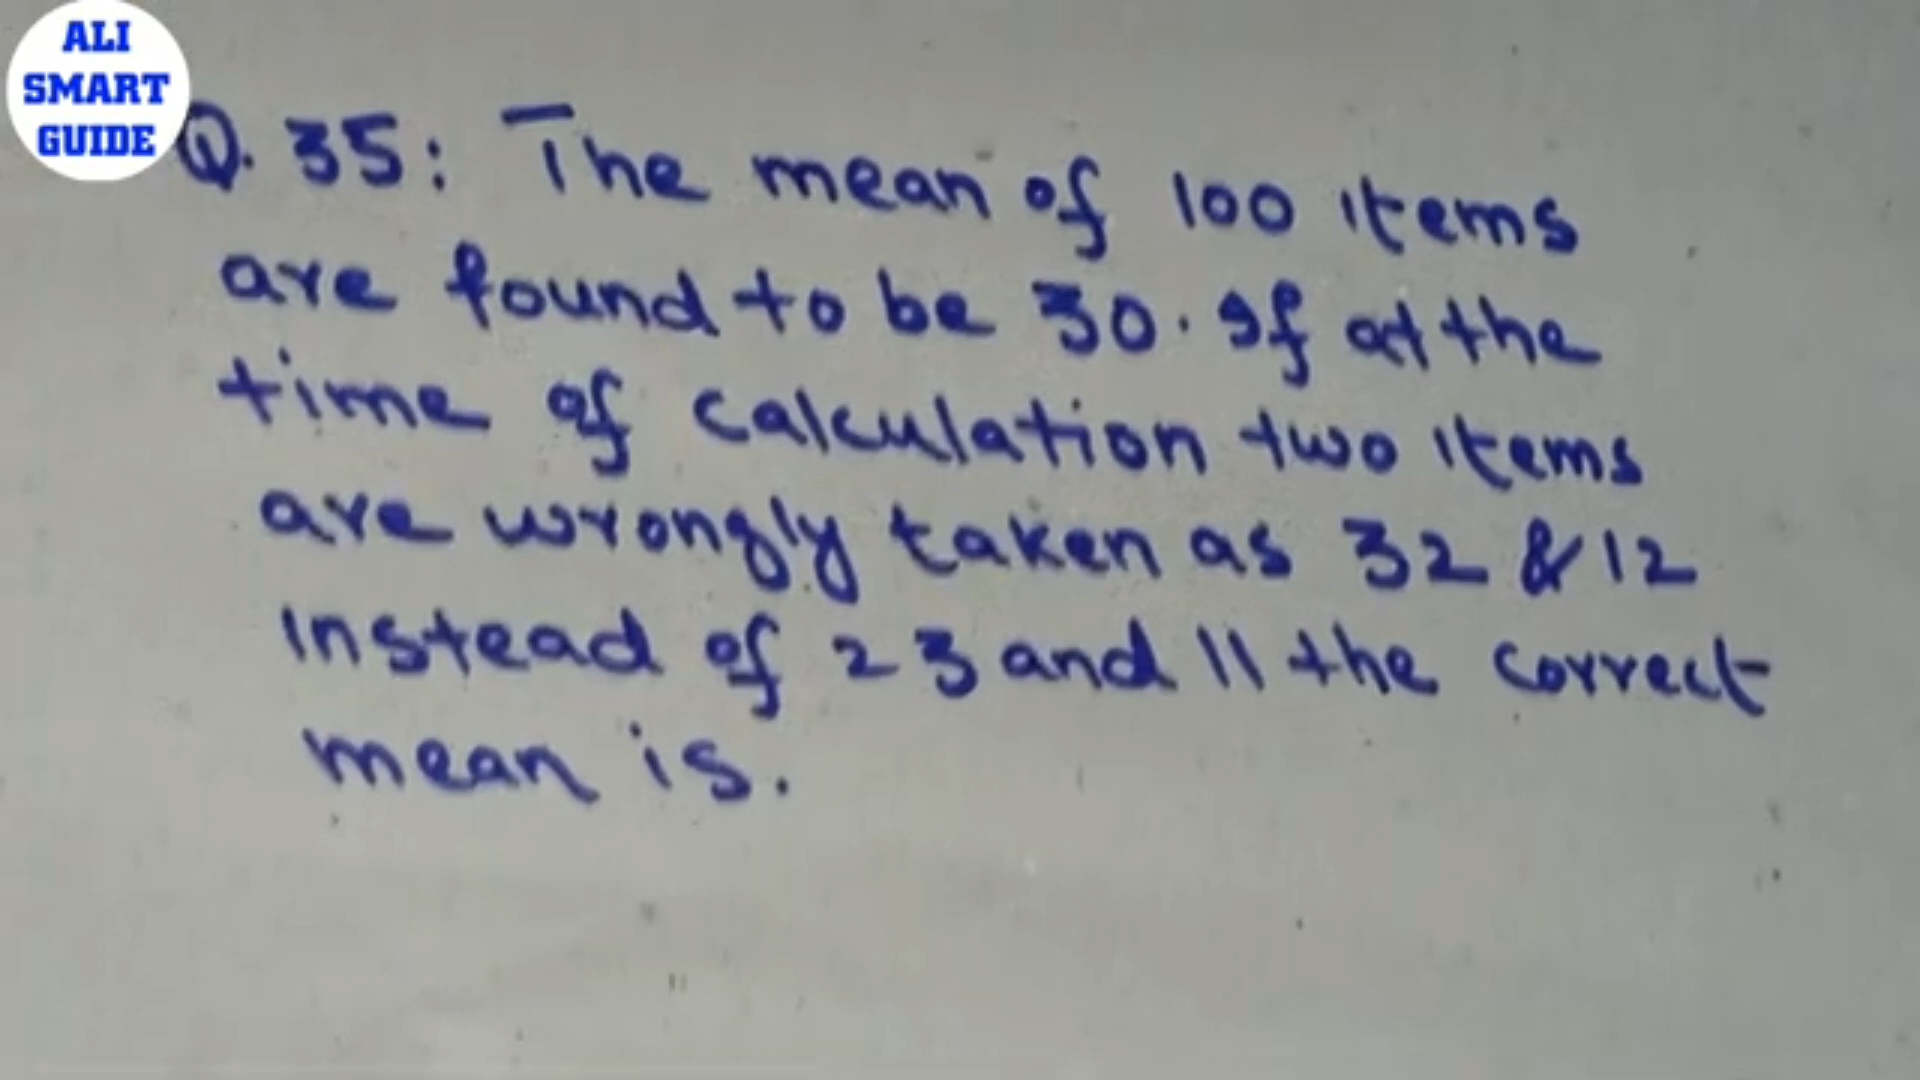 ALI
SMART
GUIDE
Q. 35: The mean of 100 items
are found to be 30. If at the
time of calculation two items
are wrongly taken as 32 & 12
instead of 23 and 11 the correct
mean is.